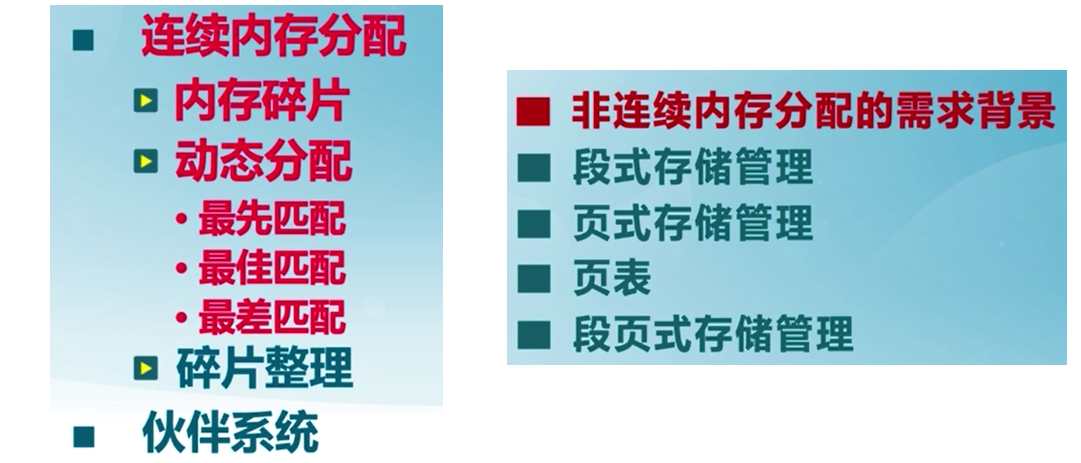 连续内存分配
内存碎片
动态分配
• 最先匹配
• 最佳匹配
• 最差匹配
碎片整理
伙伴系统
非连续内存分配的需求背景
段式存储管理
页式存储管理
页表
段页式存储管理